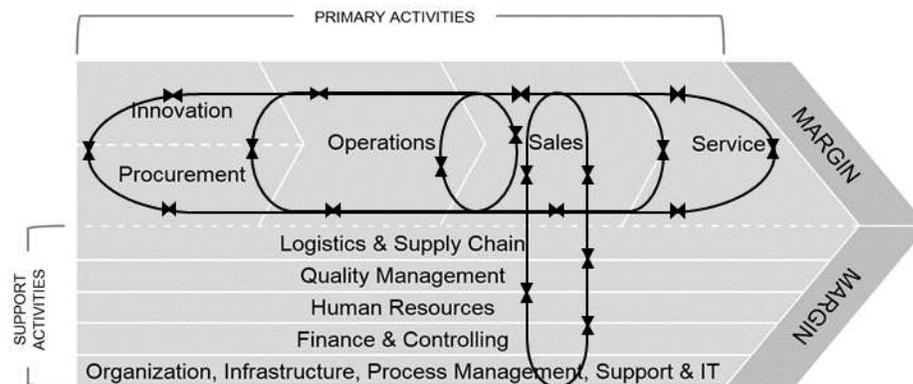 PRIMARY ACTIVITIES
Innovation
Procurement
Operations
Sales
Service
MARGIN
SUPPORT
ACTIVITIES
Logistics & Supply Chain
Quality Management
Human Resources
Finance & Controlling
Organization, Infrastructure, Process Management, Support & IT
MARGIN